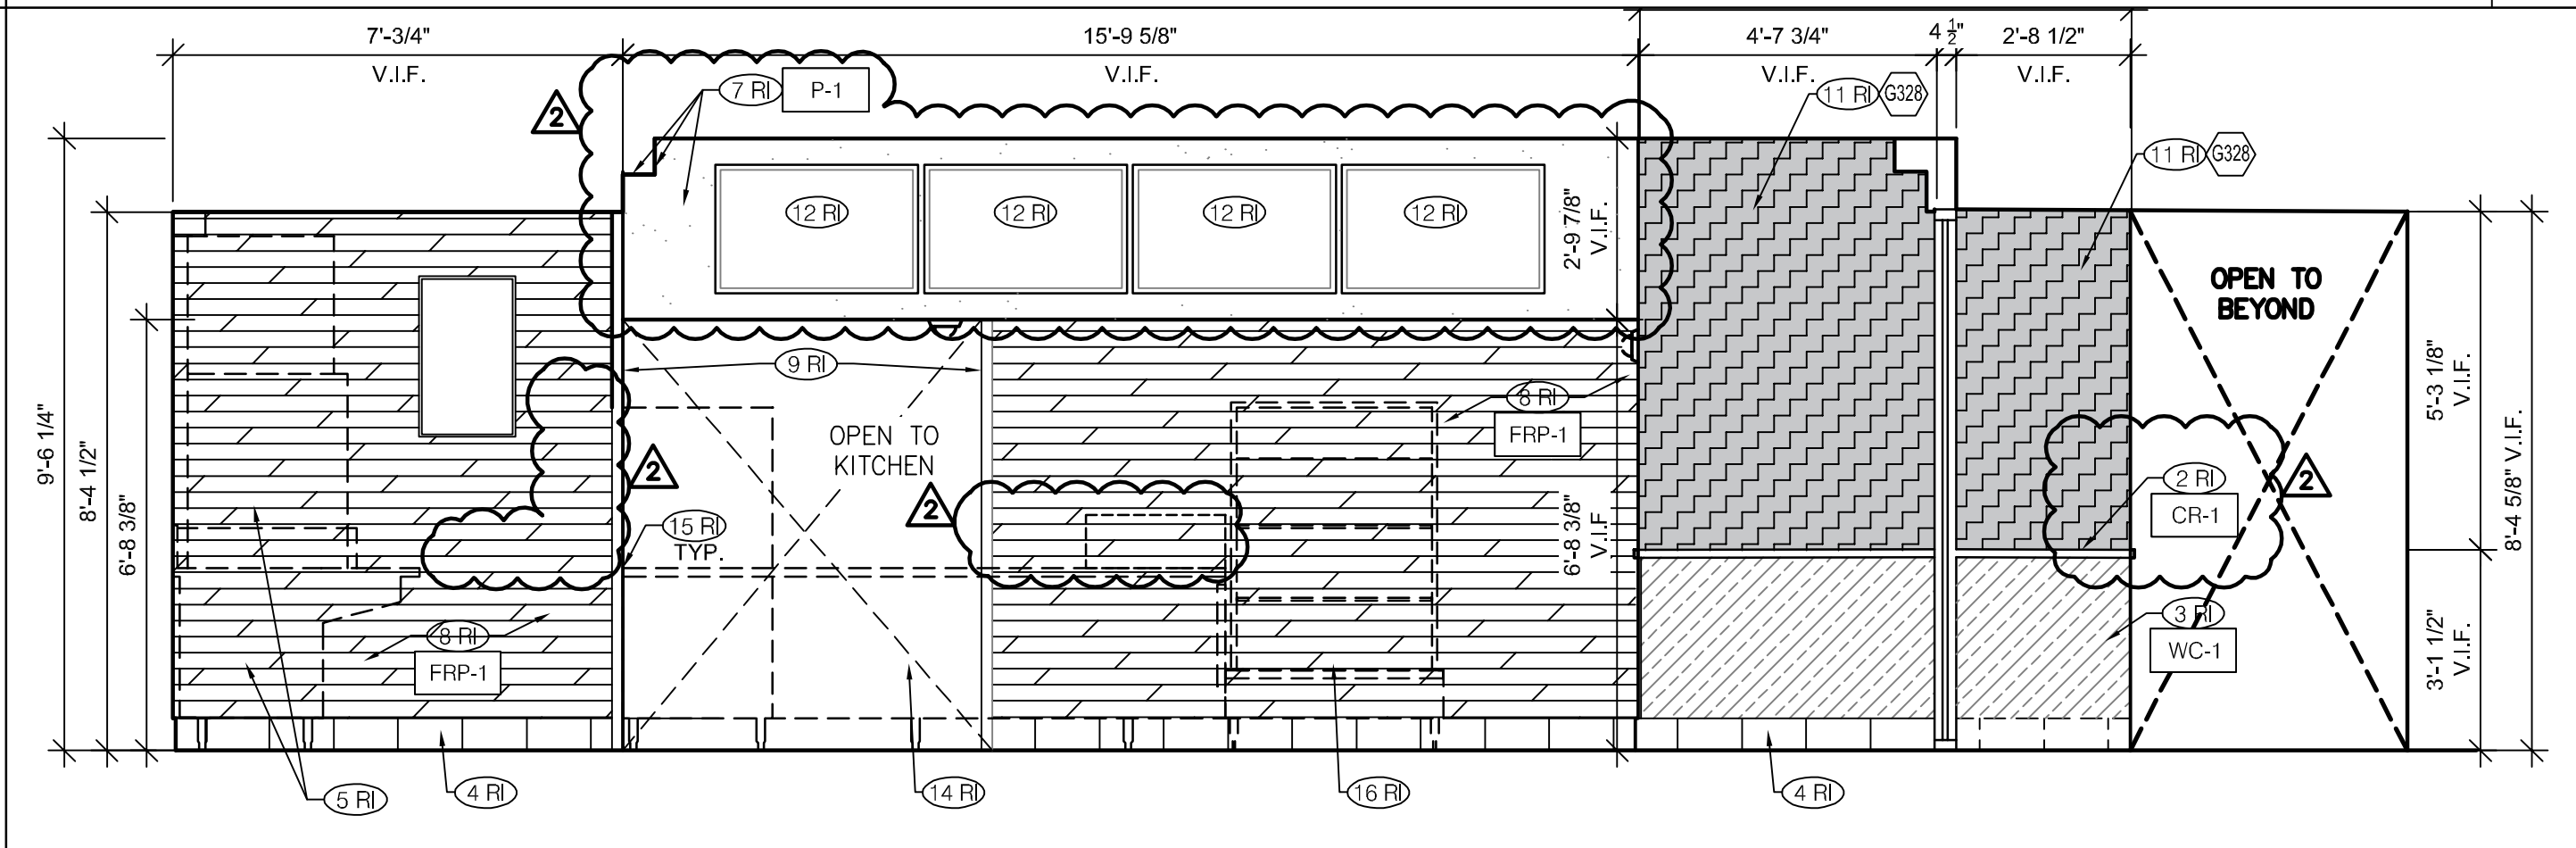 7'-3/4"
V.I.F.
15'-9 5/8"
V.I.F.
4'-7 3/4"
V.I.F.
4 1/2"
2'-8 1/2"
V.I.F.
7 RI
P-1
2
11 RI
G328
11 RI
G328
12 RI
12 RI
12 RI
12 RI
2'-9 7/8"
V.I.F.
OPEN TO
BEYOND
9'-6 1/4"
8'-4 1/2"
6'-8 3/8"
9 RI
8 RI
FRP-1
OPEN TO
KITCHEN
2
2
15 RI
TYP.
6'-8 3/8"
V.I.F
2 RI
CR-1
2
5'-3 1/8"
V.I.F.
8'-4 5/8" V.I.F.
3 RI
WC-1
3'-1 1/2"
V.I.F.
8 RI
FRP-1
5 RI
4 RI
14 RI
16 RI
4 RI